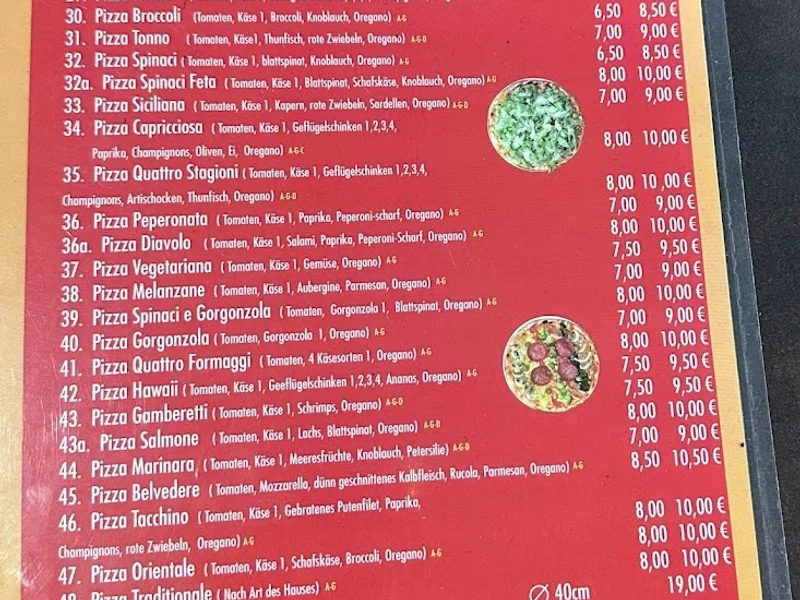 30. Pizza Broccoli (Tomaten, Käse 1, Broccoli, Knoblauch, Oregano) A-G 6,50 8,50 €
31. Pizza Tonno ( Tomaten, Käse1, Thunfisch, rote Zwiebeln, Oregano) A-G-D 7,00 9,00 €
32. Pizza Spinaci ( Tomaten, Käse 1, blattspinat, Knoblauch, Oregano) A-G 6,50 8,50 €
32a. Pizza Spinaci Feta ( Tomaten, Käse 1, Blattspinat, Schafskäse, Knoblauch, Oregano) A-G 8,00 10,00 €
33. Pizza Siciliana ( Tomaten, Käse 1, Kapern, rote Zwiebeln, Sardellen, Oregano) A-G-D 7,00 9,00 €
34. Pizza Capricciosa ( Tomaten, Käse 1, Geflügelschinken 1,2,3,4,
Paprika, Champignons, Oliven, Ei, Oregano) A-G-C 8,00 10,00 €
35. Pizza Quattro Stagioni ( Tomaten, Käse 1, Geflügelschinken 1,2,3,4,
Champignons, Artischocken, Thunfisch, Oregano) A-G-D 8,00 10 ,00 €
36. Pizza Peperonata ( Tomaten, Käse 1, Paprika, Peperoni-scharf, Oregano) A-G 7,00 9,00 €
36a. Pizza Diavolo ( Tomaten, Käse 1, Salami, Paprika, Peperoni-Scharf, Oregano) A-G 8,00 10,00 €
37. Pizza Vegetariana ( Tomaten, Käse 1, Gemüse, Oregano) A-G 7,50 9,50 €
38. Pizza Melanzane ( Tomaten, Käse 1, Aubergine, Parmesan, Oregano) A-G 7,00 9,00 €
39. Pizza Spinaci e Gorgonzola ( Tomaten, Gorgonzola 1, Blattspinat, Oregano) A-G 8,00 10,00 €
40. Pizza Gorgonzola ( Tomaten, Gorgonzola 1, Oregano) A-G 7,00 9,00 €
41. Pizza Quattro Formaggi ( Tomaten, 4 Käsesorten 1, Oregano) A-G 8,00 10,00 €
42. Pizza Hawaii ( Tomaten, Käse 1, Geeflügelschinken 1,2,3,4, Ananas, Oregano) A-G 7,50 9,50 €
43. Pizza Gamberetti ( Tomaten, Käse 1, Schrimps, Oregano) A-G-D 7,50 9,50 €
43a. Pizza Salmone ( Tomaten, Käse 1, Lachs, Blattspinat, Oregano) A-G-D 8,00 10,00 €
44. Pizza Marinara ( Tomaten, Käse 1, Meeresfrüchte, Knoblauch, Petersilie) A-G-D 7,00 9,00 €
45. Pizza Belvedere ( Tomaten, Mozzarella, dünn geschnittenes Kalbfleisch, Rucola, Parmesan, Oregano) A-G 8,50 10,50 €
46. Pizza Tacchino ( Tomaten, Käse 1, Gebratenes Putenfilet, Paprika,
Champignons, rote Zwiebeln, Oregano) A-G 8,00 10,00 €
47. Pizza Orientale ( Tomaten, Käse 1, Schafskäse, Broccoli, Oregano) A-G 8,00 10,00 €
48. Pizza Traditionale ( Nach Art des Hauses) A-G 8,00 10,00 €
Ø 40cm 19,00 €